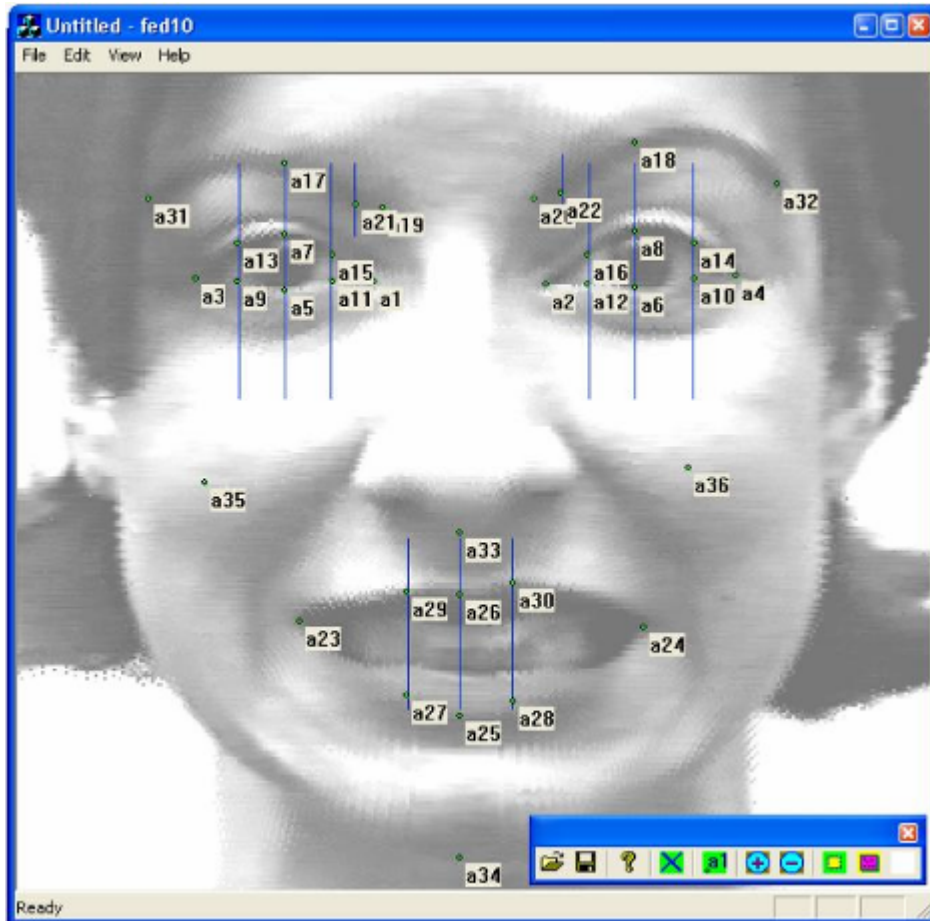 Untitled - fed10
File Edit View Help
a18
a17
a31 a21 a19 a20 a22 a32
a13 a7 a15 a16 a8 a14
a3 a9 a5 a11 a1 a2 a12 a6 a10 a4
a35 a36
a33
a29 a26 a30
a23 a24
a27 a25 a28
a1
a34
Ready